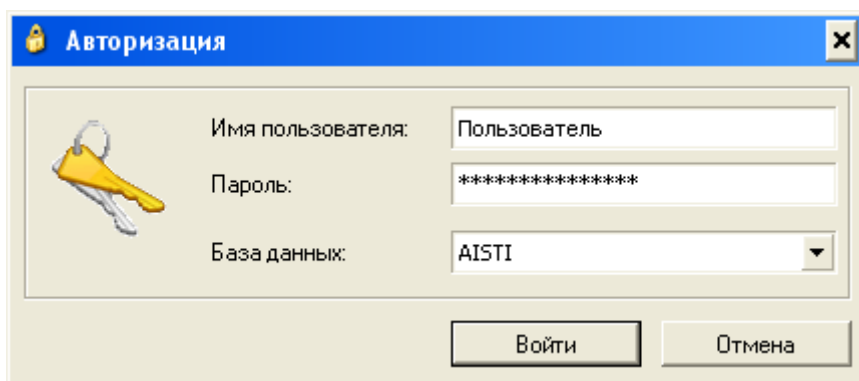 Авторизация
Имя пользователя: Пользователь
Пароль: ***************
База данных: AISTI
Войти Отмена